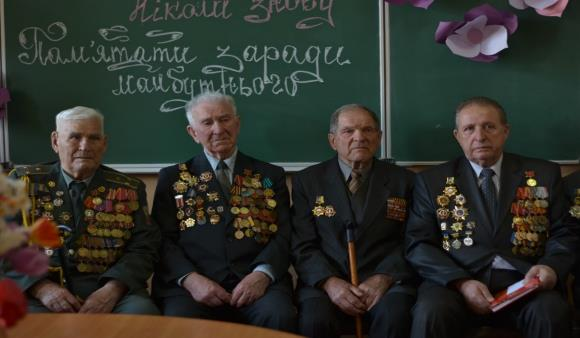 Ніколи знову
Пам'ятати заради
майбутнього